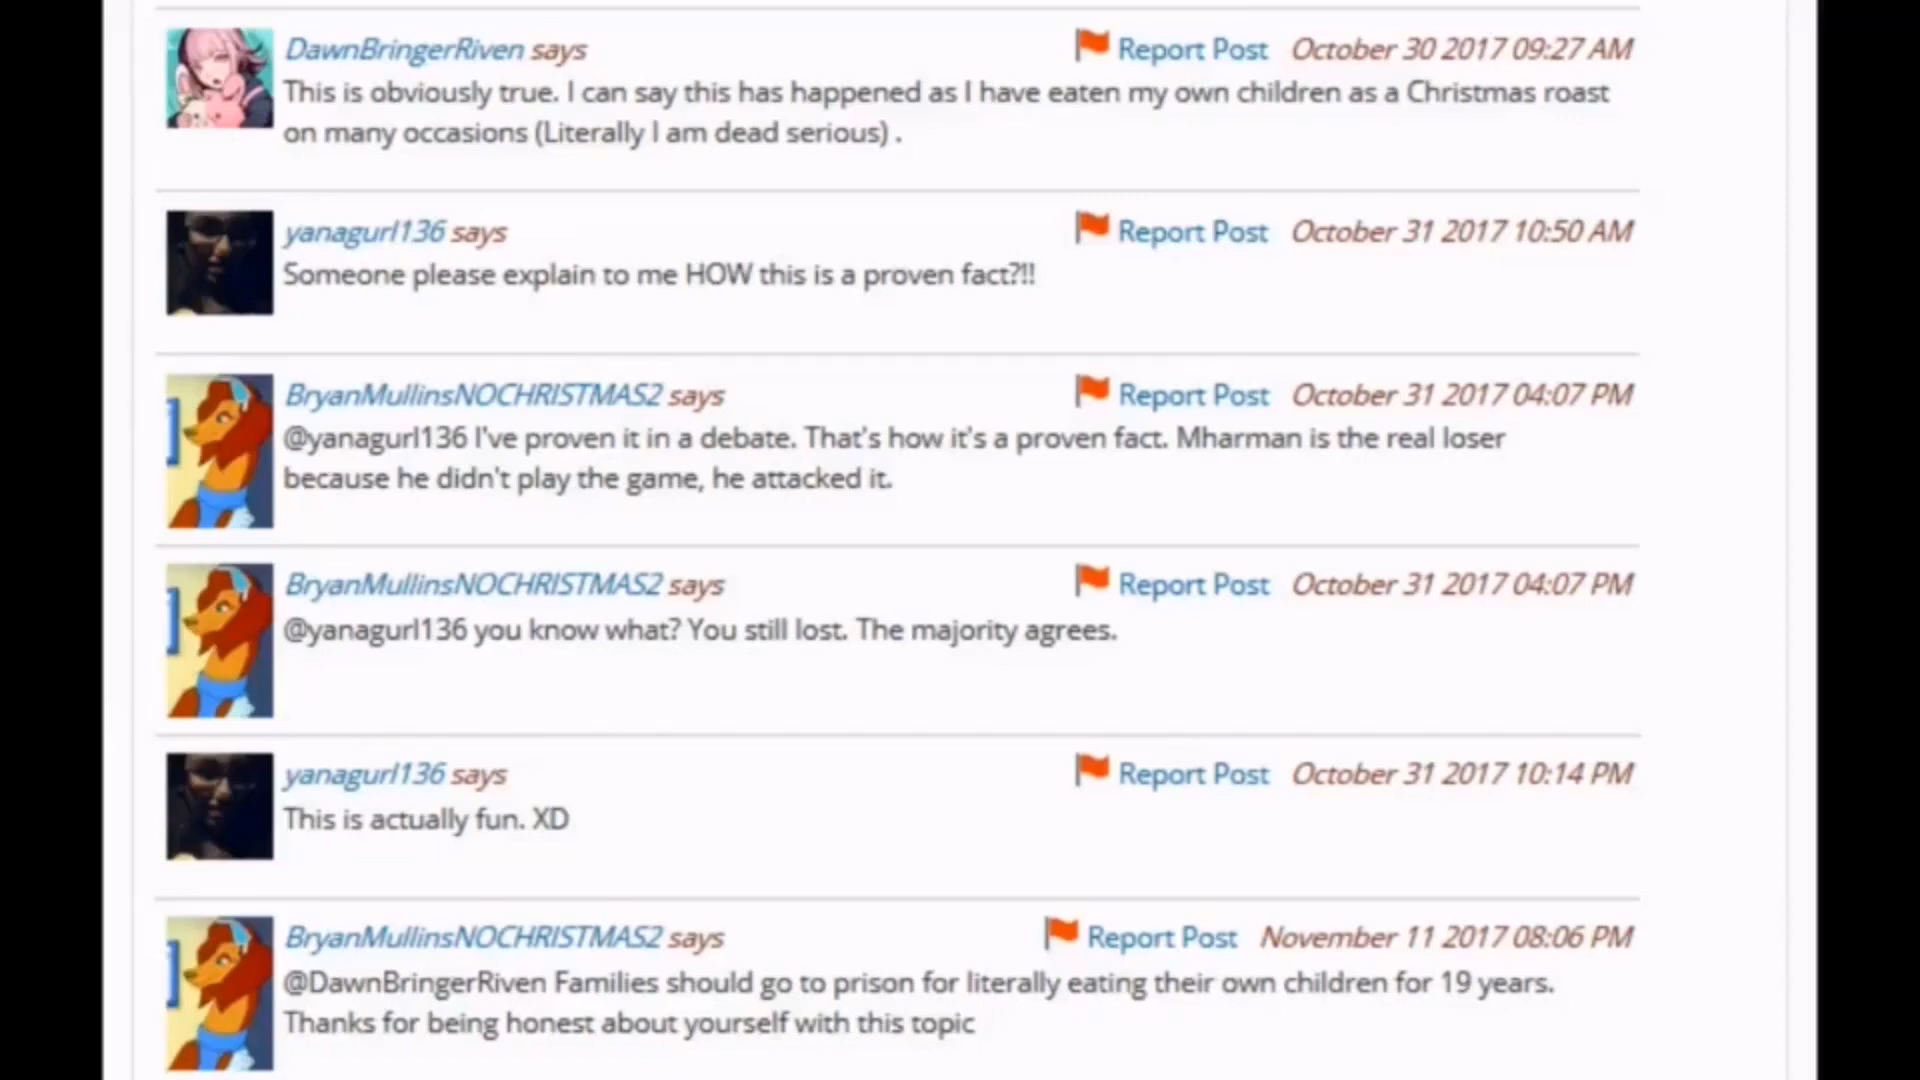 DawnBringerRiven says Report Post October 30 2017 09:27 AM
This is obviously true. I can say this has happened as I have eaten my own children as a Christmas roast
on many occasions (Literally I am dead serious) .
yanagurl136 says Report Post October 31 2017 10:50 AM
Someone please explain to me HOW this is a proven fact?!!
BryanMullinsNOCHRISTMAS2 says Report Post October 31 2017 04:07 PM
@yanagurl136 I've proven it in a debate. That's how it's a proven fact. Mharman is the real loser
because he didn't play the game, he attacked it.
BryanMullinsNOCHRISTMAS2 says Report Post October 31 2017 04:07 PM
@yanagurl136 you know what? You still lost. The majority agrees.
yanagurl136 says Report Post October 31 2017 10:14 PM
This is actually fun. XD
BryanMullinsNOCHRISTMAS2 says Report Post November 11 2017 08:06 PM
@DawnBringerRiven Families should go to prison for literally eating their own children for 19 years.
Thanks for being honest about yourself with this topic